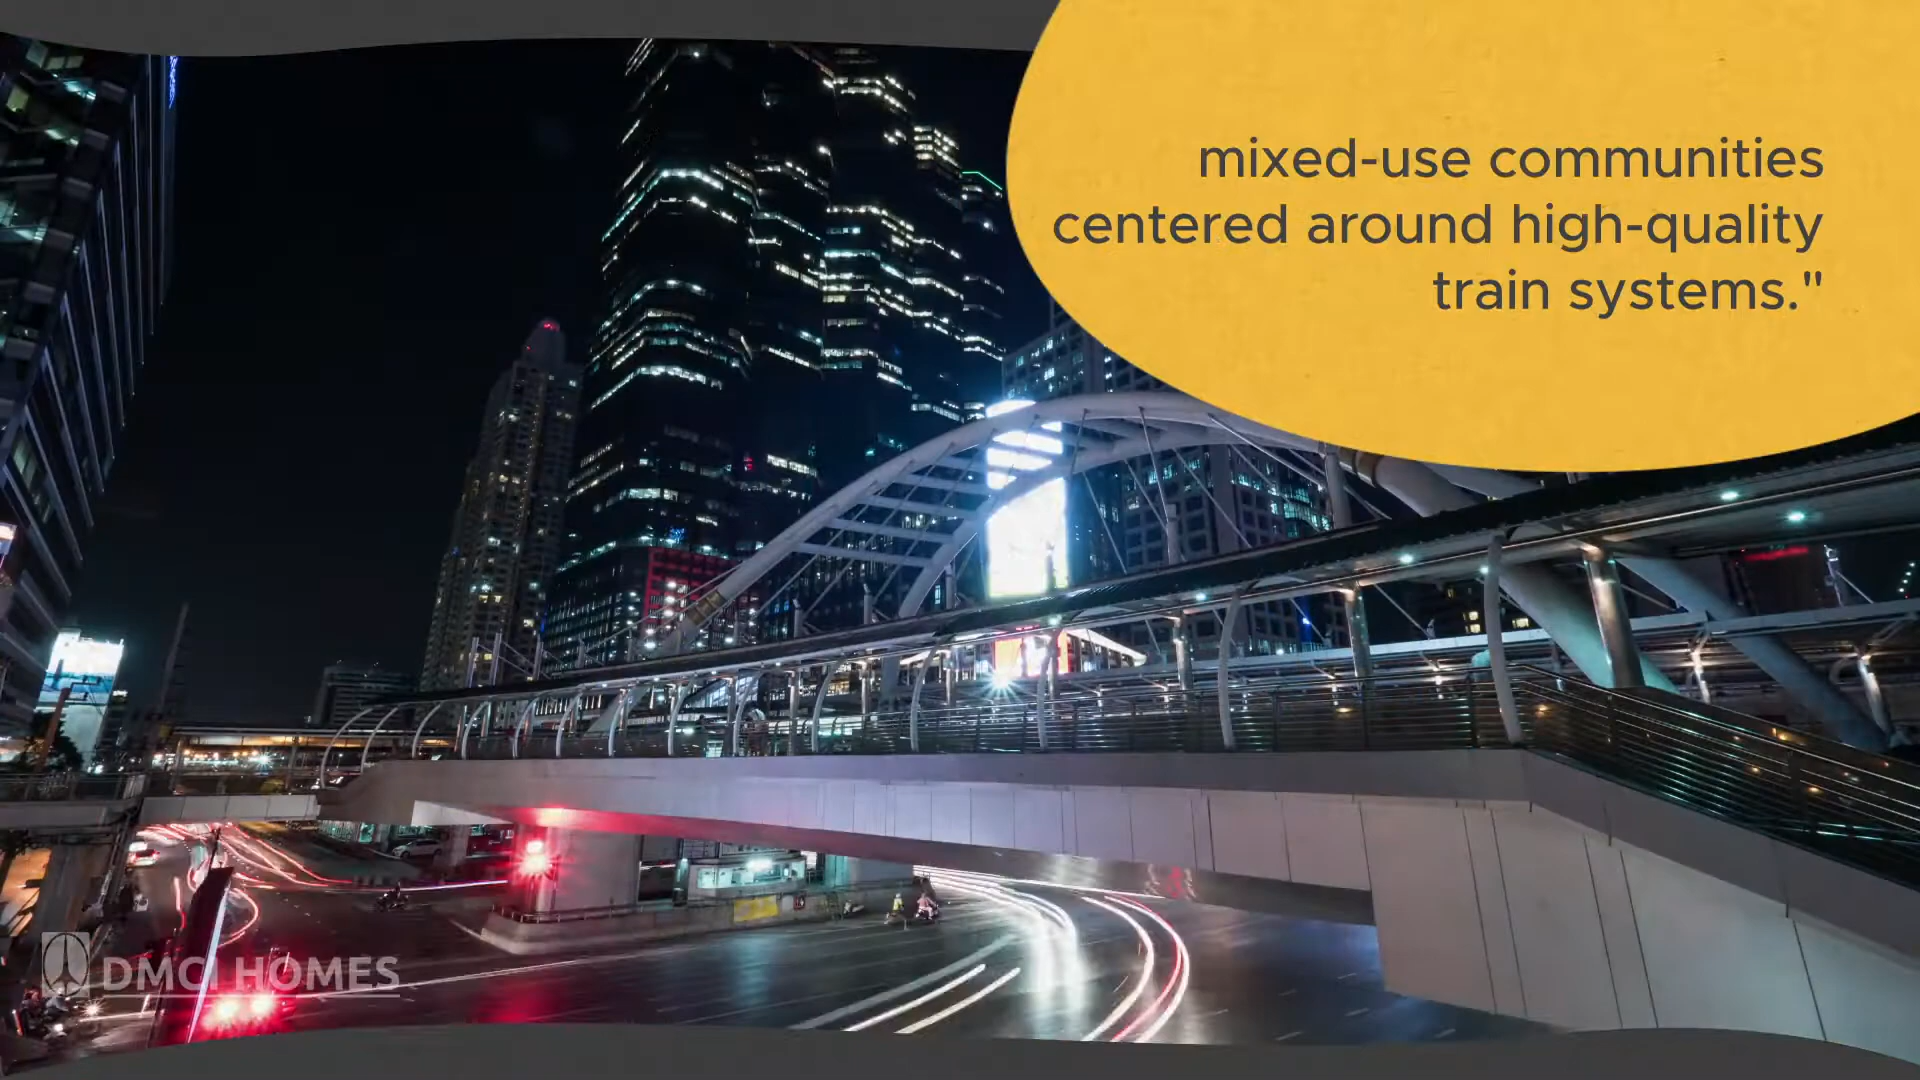 mixed-use communities
centered around high-quality
train systems."
DMCI HOMES